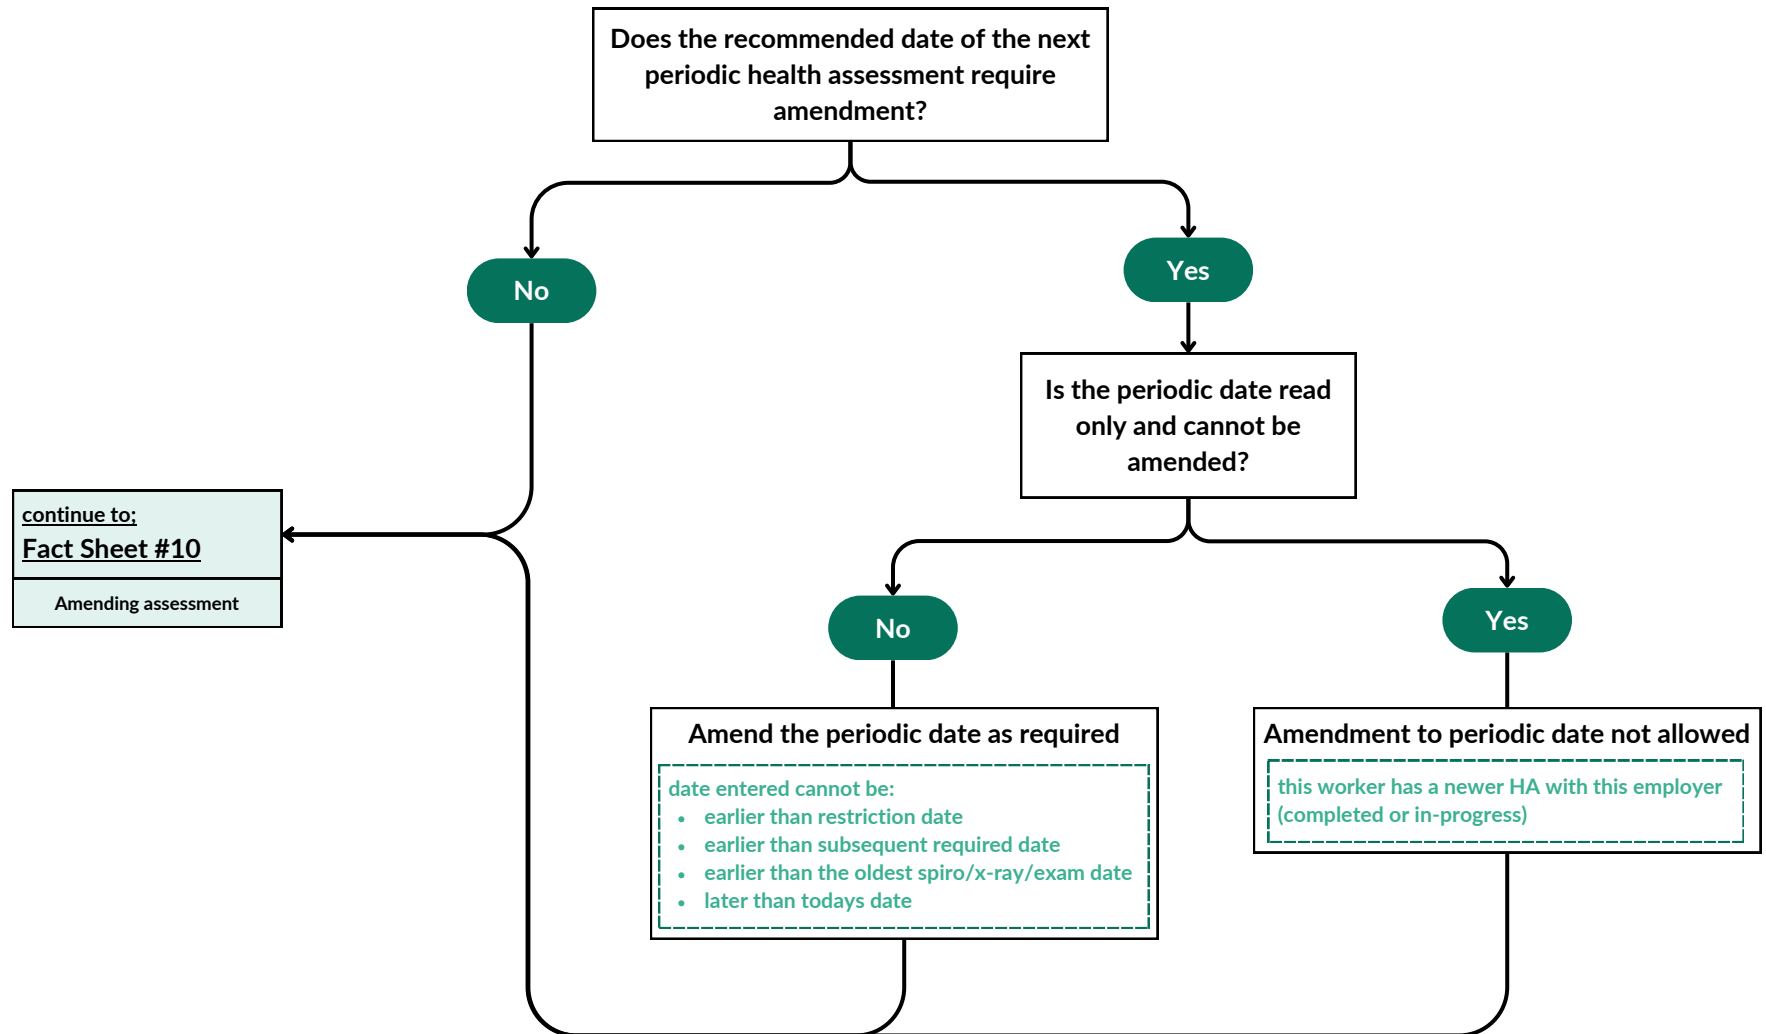 Does the recommended date of the next
periodic health assessment require
amendment?
No
Yes
Is the periodic date read
only and cannot be
amended?
continue to;
Fact Sheet #10
Amending assessment
No
Yes
Amend the periodic date as required
date entered cannot be:
• earlier than restriction date
• earlier than subsequent required date
• earlier than the oldest spiro/x-ray/exam date
• later than todays date
Amendment to periodic date not allowed
this worker has a newer HA with this employer
(completed or in-progress)